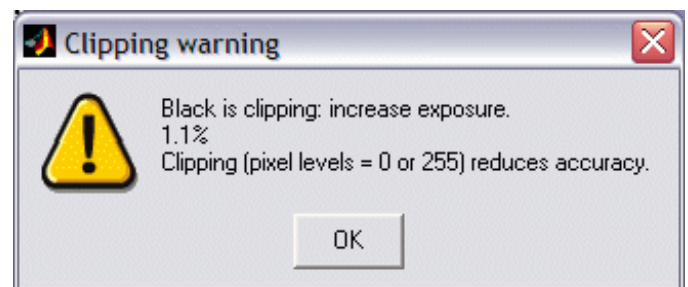 Clipping warning
Black is clipping: increase exposure.
1.1%
Clipping (pixel levels = 0 or 255) reduces accuracy.
OK